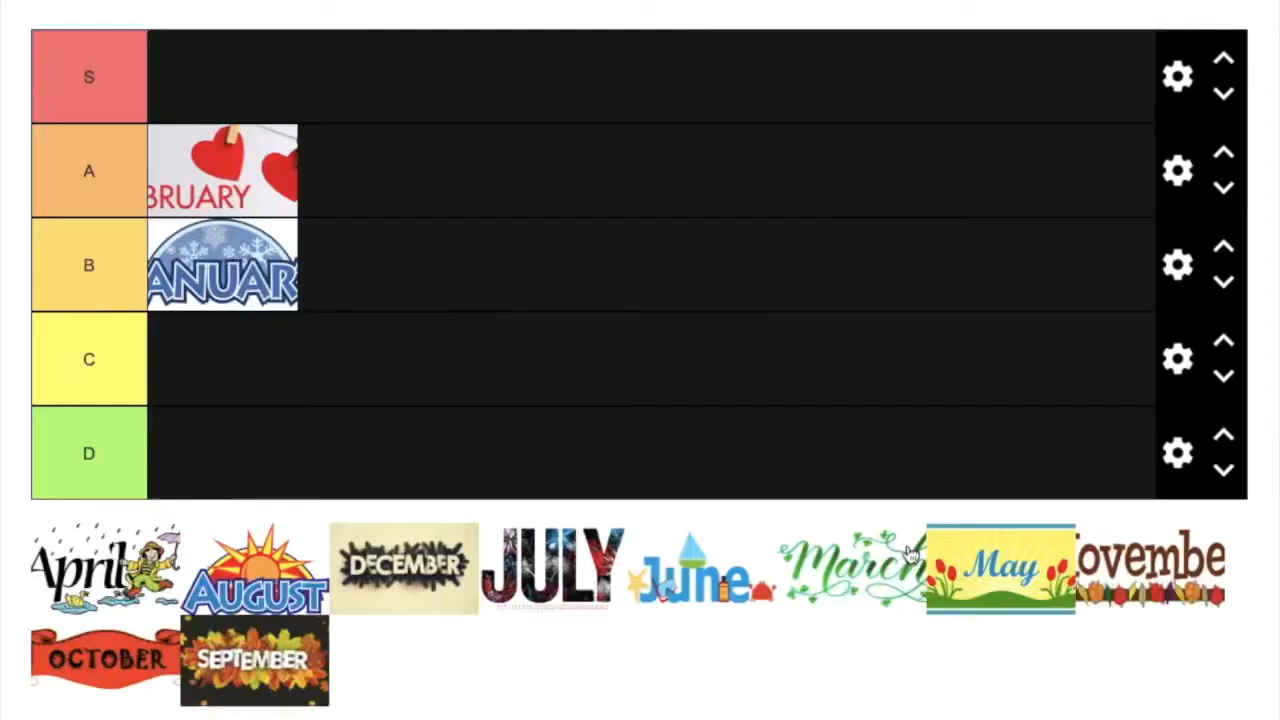 S
A
BRUARY
B
ANUAR
C
D
April
AUGUST
DECEMBER
JULY
June
March
May
ovembe
OCTOBER
SEPTEMBER